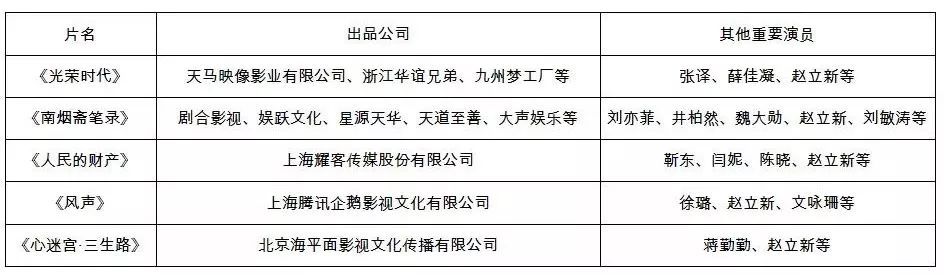 片名 出品公司 其他重要演员
《光荣时代》 天马映像影业有限公司、浙江华谊兄弟、九州梦工厂等 张译、薛佳凝、赵立新等
《南烟斋笔录》 剧合影视、娱跃文化、星源天华、天道至善、大声娱乐等 刘亦菲、井柏然、魏大勋、赵立新、刘敏涛等
《人民的财产》 上海耀客传媒股份有限公司 靳东、闫妮、陈晓、赵立新等
《风声》 上海腾讯企鹅影视文化有限公司 徐璐、赵立新、文咏珊等
《心迷宫·三生路》 北京海平面影视文化传播有限公司 蒋勤勤、赵立新等